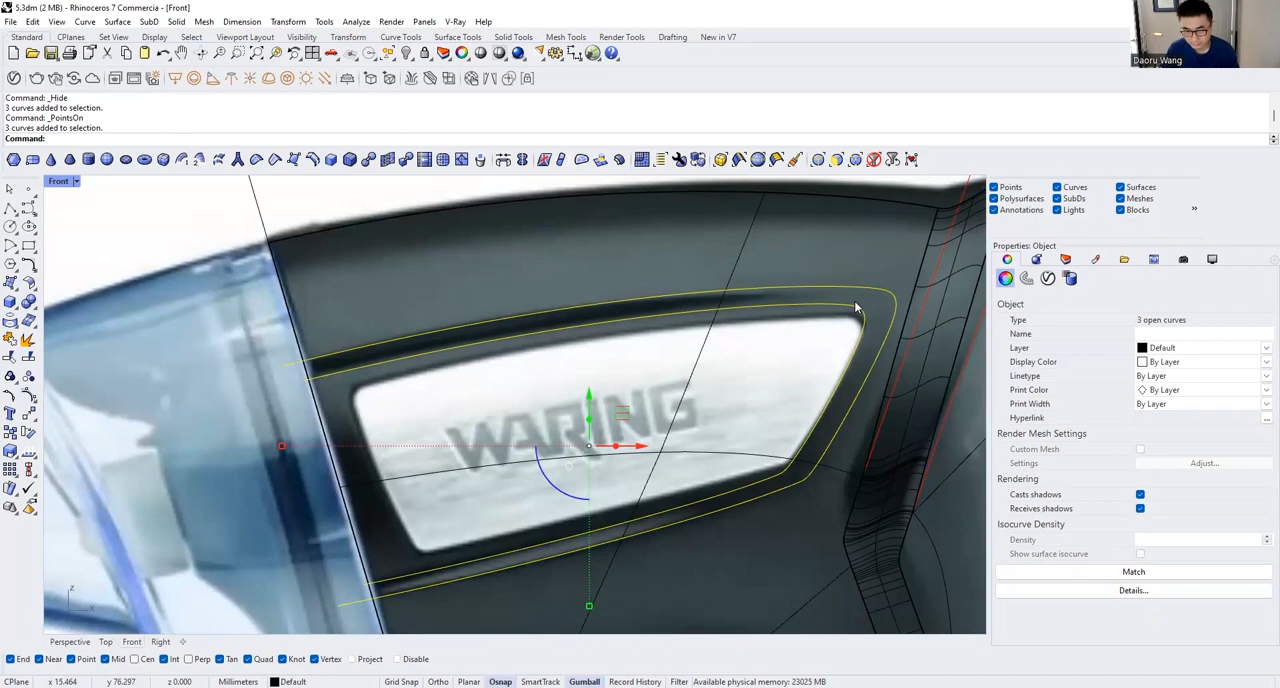 5.3dm (2 MB) - Rhinoceros 7 Commercia - [Front]
File Edit View Curve Surface SubD Solid Mesh Dimension Transform Tools Analyze Render Panels V-Ray Help
Standard CPlanes Set View Display Select Viewport Layout Visibility Transform Curve Tools Surface Tools Solid Tools Mesh Tools Render Tools Drafting New in V7
Daoru Wang
Command: _Hide
3 curves added to selection.
Command: _PointsOn
3 curves added to selection.
Command:
Front
Points Curves Surfaces
Polysurfaces SubDs Meshes
Annotations Lights Blocks
Properties: Object
Object
Type 3 open curves
Name
Layer Default
Display Color By Layer
Linetype By Layer
Print Color By Layer
Print Width By Layer
Hyperlink ...
Render Mesh Settings
Custom Mesh
Settings Adjust...
Rendering
Casts shadows
Receives shadows
Isocurve Density
Density
Show surface isocurve
Match
Details...
WARING
z
x
Perspective Top Front Right
End Near Point Mid Cen Int Perp Tan Quad Knot Vertex Project Disable
CPlane x 15.464 y 76.297 z 0.000 Millimeters Default Grid Snap Ortho Planar Osnap SmartTrack Gumball Record History Filter Available physical memory: 23025 MB